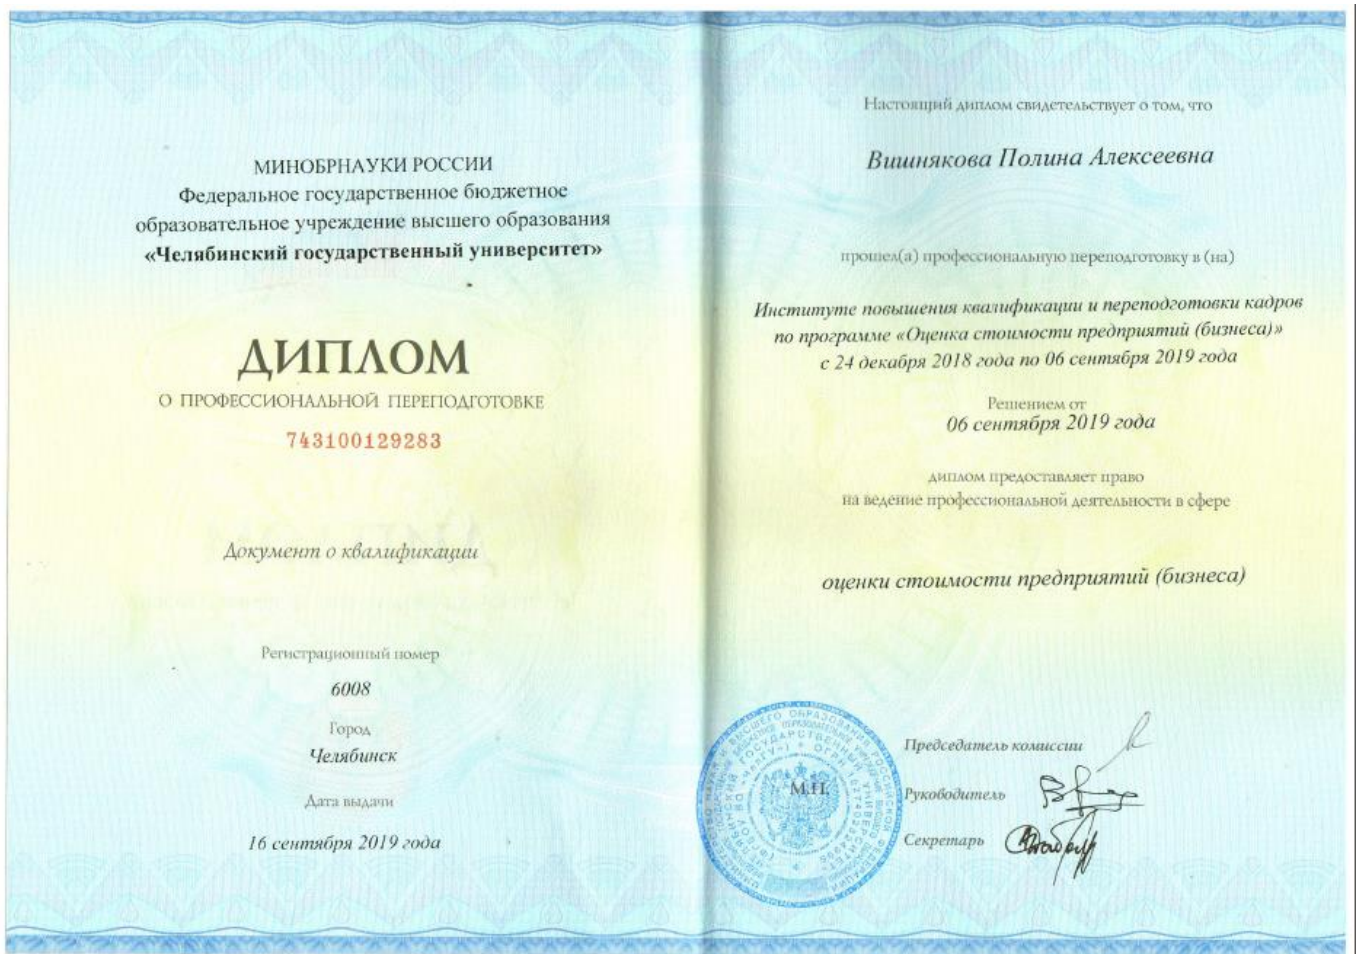 МИНОБРНАУКИ РОССИИ
Федеральное государственное бюджетное
образовательное учреждение высшего образования
«Челябинский государственный университет»
ДИПЛОМ
О ПРОФЕССИОНАЛЬНОЙ ПЕРЕПОДГОТОВКЕ
743100129283
Документ о квалификации
Регистрационный номер
6008
Город
Челябинск
Дата выдачи
16 сентября 2019 года
Настоящий диплом свидетельствует о том, что
Вишнякова Полина Алексеевна
прошел(а) профессиональную переподготовку в (на)
Институте повышения квалификации и переподготовки кадров
по программе «Оценка стоимости предприятий (бизнеса)»
с 24 декабря 2018 года по 06 сентября 2019 года
Решением от
06 сентября 2019 года
диплом предоставляет право
на ведение профессиональной деятельности в сфере
оценки стоимости предприятий (бизнеса)
М.П.
Председатель комиссии
Руководитель
Секретарь